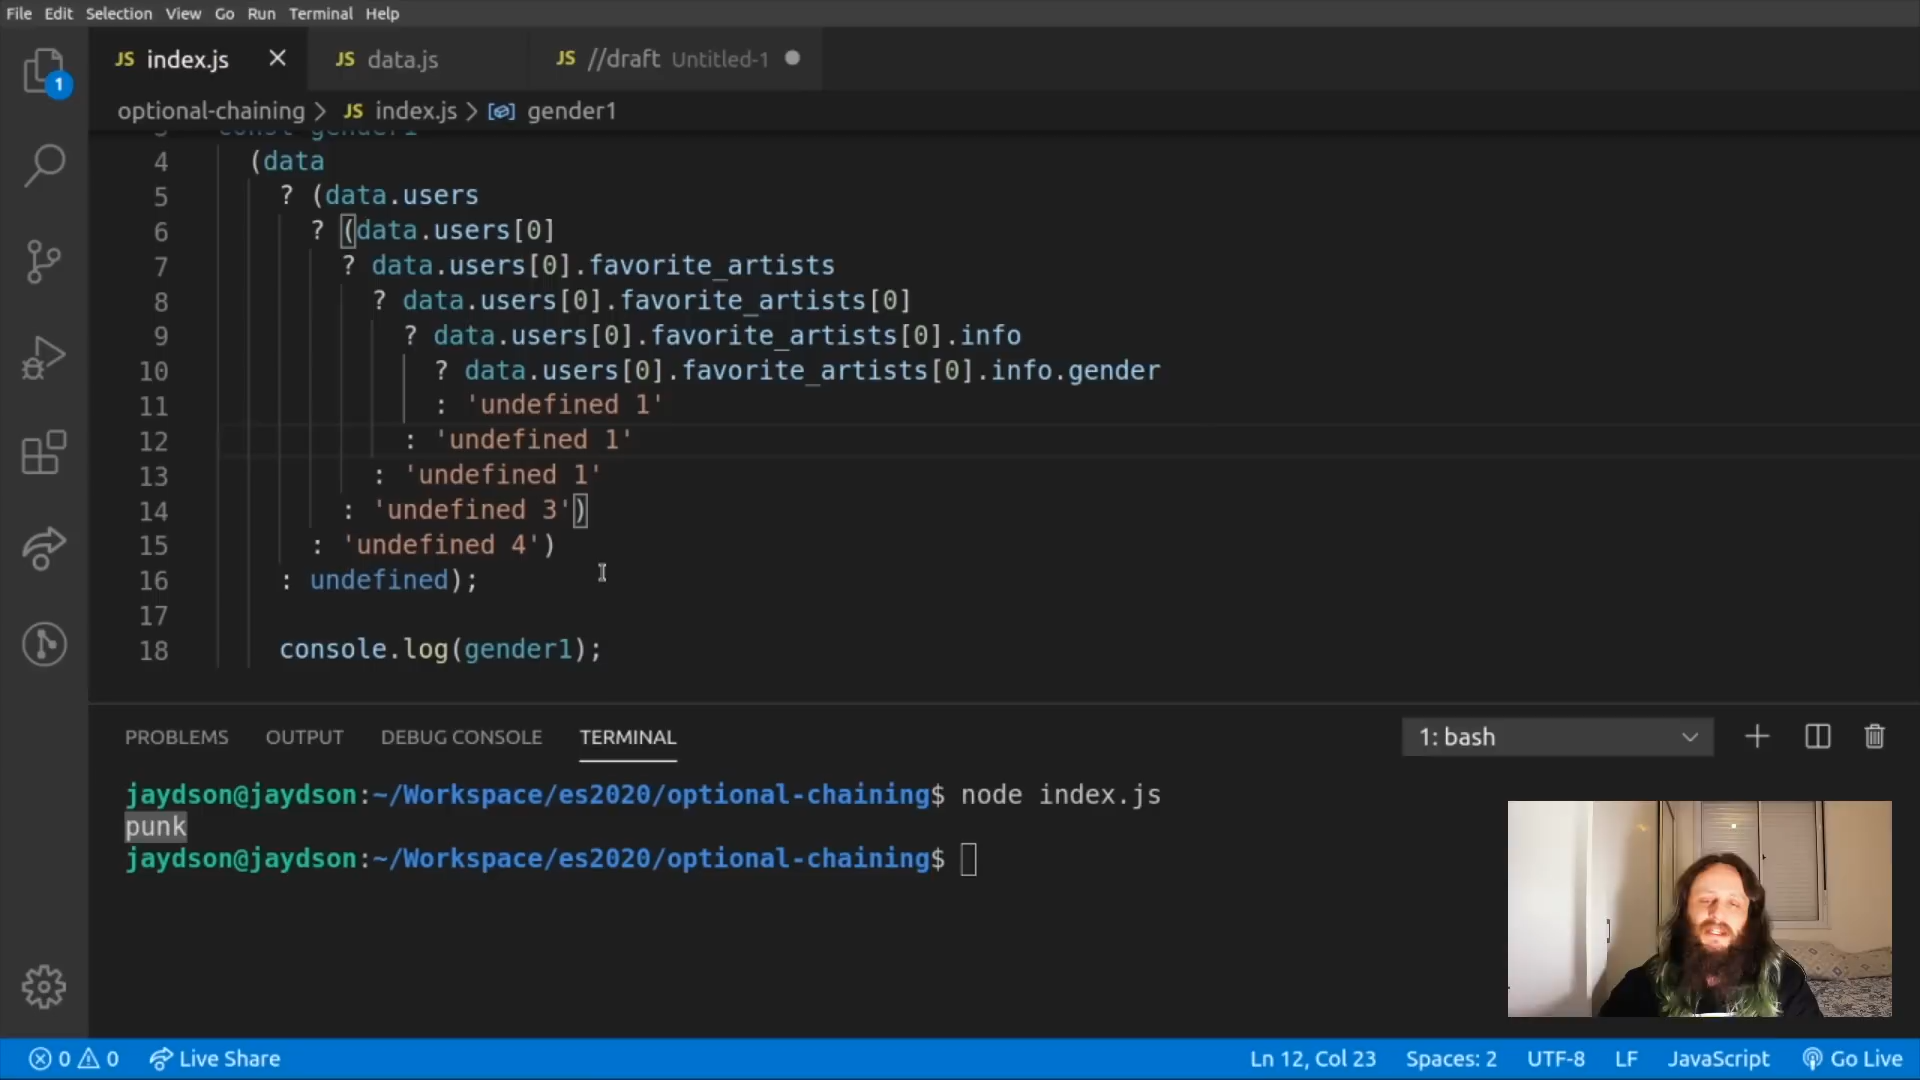 File Edit Selection View Go Run Terminal Help
JS index.js JS data.js JS //draft Untitled-1
1
optional-chaining > JS index.js > gender1
3 const gender1
4 (data
5 ? (data.users
6 ? (data.users[0]
7 ? data.users[0].favorite_artists
8 ? data.users[0].favorite_artists[0]
9 ? data.users[0].favorite_artists[0].info
10 ? data.users[0].favorite_artists[0].info.gender
11 : 'undefined 1'
12 : 'undefined 1'
13 : 'undefined 1'
14 : 'undefined 3')
15 : 'undefined 4')
16 : undefined);
17
18 console.log(gender1);
PROBLEMS OUTPUT DEBUG CONSOLE TERMINAL 1: bash
jaydson@jaydson:~/Workspace/es2020/optional-chaining$ node index.js
punk
jaydson@jaydson:~/Workspace/es2020/optional-chaining$
0 0 Live Share Ln 12, Col 23 Spaces: 2 UTF-8 LF JavaScript Go Live